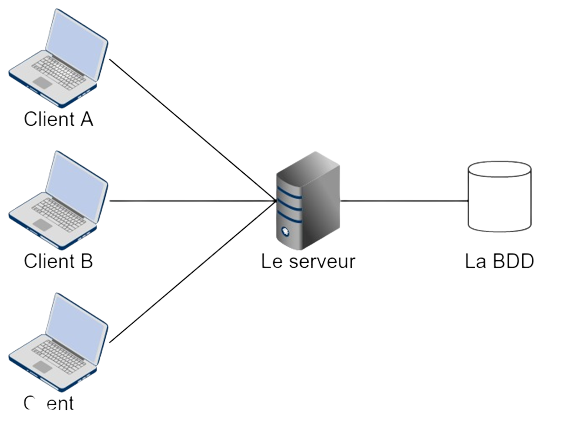 Client A
Client B
Le serveur
La BDD